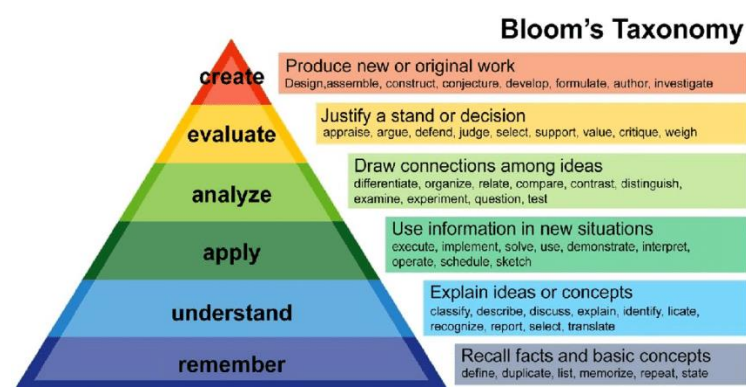 Bloom's Taxonomy
create
Produce new or original work
Design,assemble, construct, conjecture, develop, formulate, author, investigate
evaluate
Justify a stand or decision
appraise, argue, defend, judge, select, support, value, critique, weigh
analyze
Draw connections among ideas
differentiate, organize, relate, compare, contrast, distinguish,
examine, experiment, question, test
apply
Use information in new situations
execute, implement, solve, use, demonstrate, interpret,
operate, schedule, sketch
understand
Explain ideas or concepts
classify, describe, discuss, explain, identify, licate,
recognize, report, select, translate
remember
Recall facts and basic concepts
define, duplicate, list, memorize, repeat, state